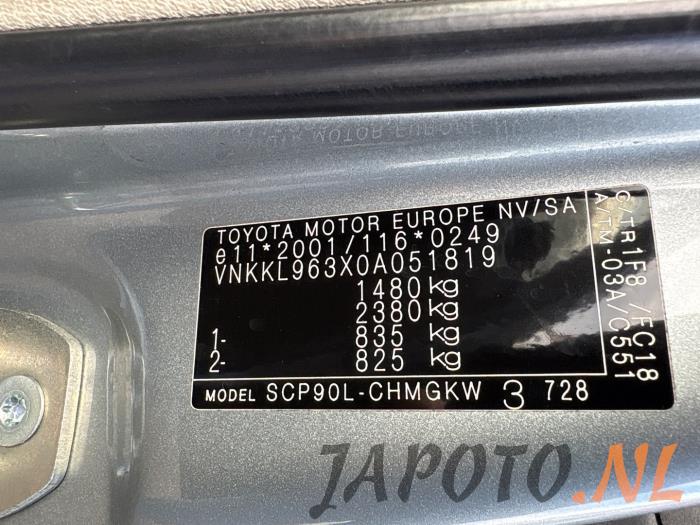 TOYOTA MOTOR EUROPE NV/SA
e11*2001/116*0249
VNKKL963X0A051819
1480 kg
2380 kg
1- 835 kg
2- 825 kg
MODEL SCP90L-CHMGKW 3 728
C/TR1F8 /FC18
A/TM-03A/C551
JAPOTO.NL